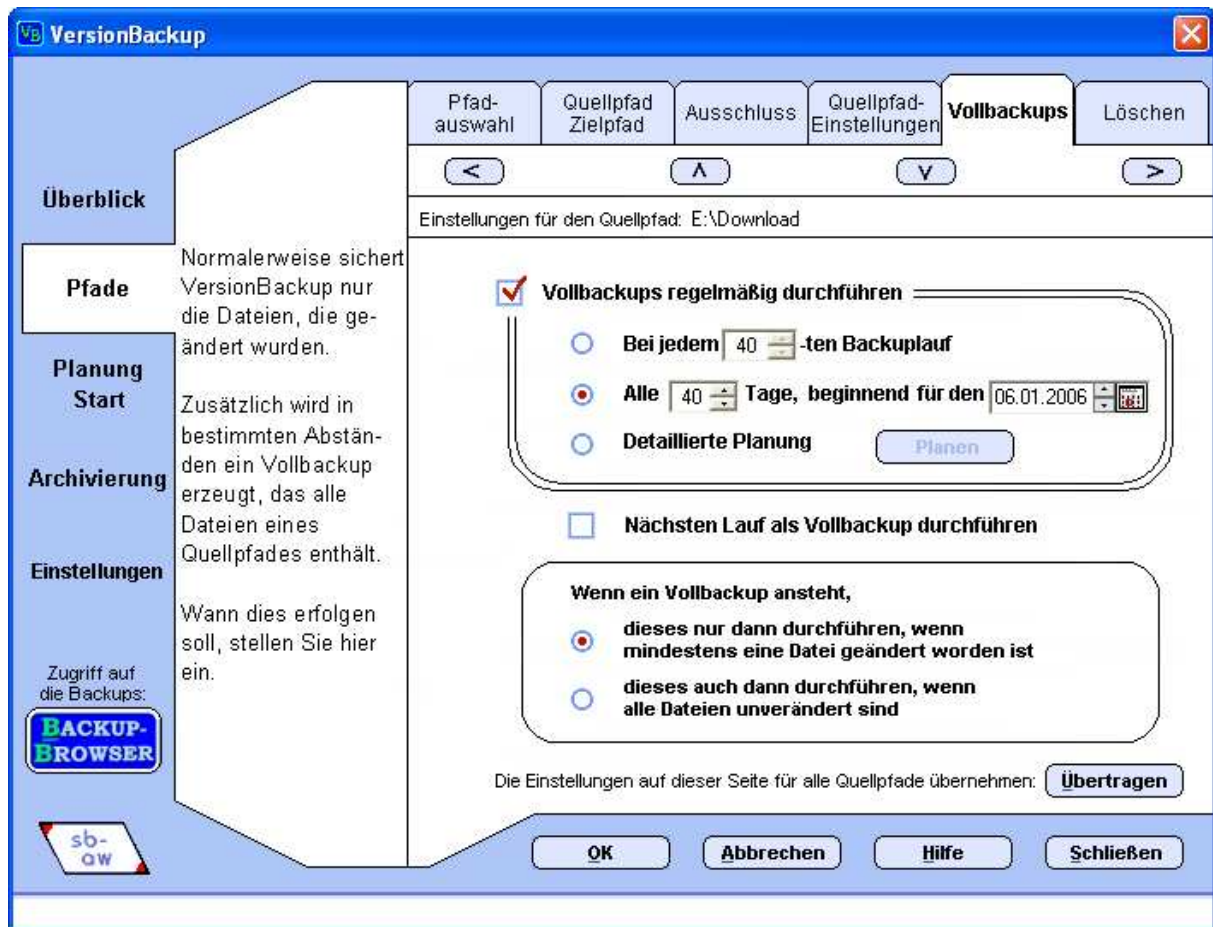 VB VersionBackup
Pfad-
auswahl
Quellpfad
Zielpfad
Ausschluss
Quellpfad-
Einstellungen
Vollbackups
Löschen
<
^
v
>
Einstellungen für den Quellpfad: E:\Download
Überblick
Pfade
Planung
Start
Archivierung
Einstellungen
Zugriff auf
die Backups:
BACKUP-
BROWSER
sb-
aw
Normalerweise sichert
VersionBackup nur
die Dateien, die ge-
ändert wurden.
Zusätzlich wird in
bestimmten Abstän-
den ein Vollbackup
erzeugt, das alle
Dateien eines
Quellpfades enthält.
Wann dies erfolgen
soll, stellen Sie hier
ein.
Vollbackups regelmäßig durchführen
Bei jedem 40 -ten Backuplauf
Alle 40 Tage, beginnend für den 06.01.2006
Detaillierte Planung Planen
Nächsten Lauf als Vollbackup durchführen
Wenn ein Vollbackup ansteht,
dieses nur dann durchführen, wenn
mindestens eine Datei geändert worden ist
dieses auch dann durchführen, wenn
alle Dateien unverändert sind
Die Einstellungen auf dieser Seite für alle Quellpfade übernehmen: Übertragen
OK Abbrechen Hilfe Schließen